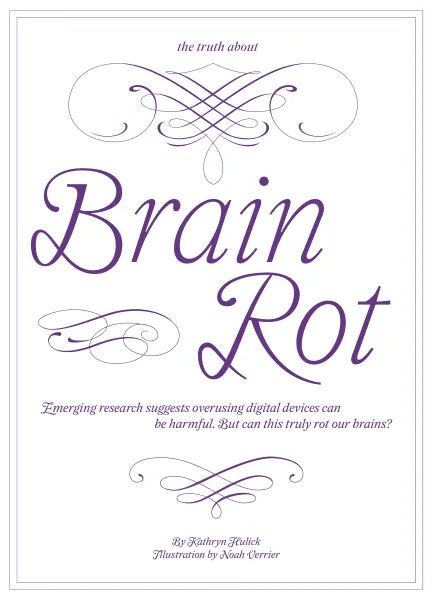 the truth about
Brain
Rot
Emerging research suggests overusing digital devices can
be harmful. But can this truly rot our brains?
By Kathryn Hulick
Illustration by Noah Verrier